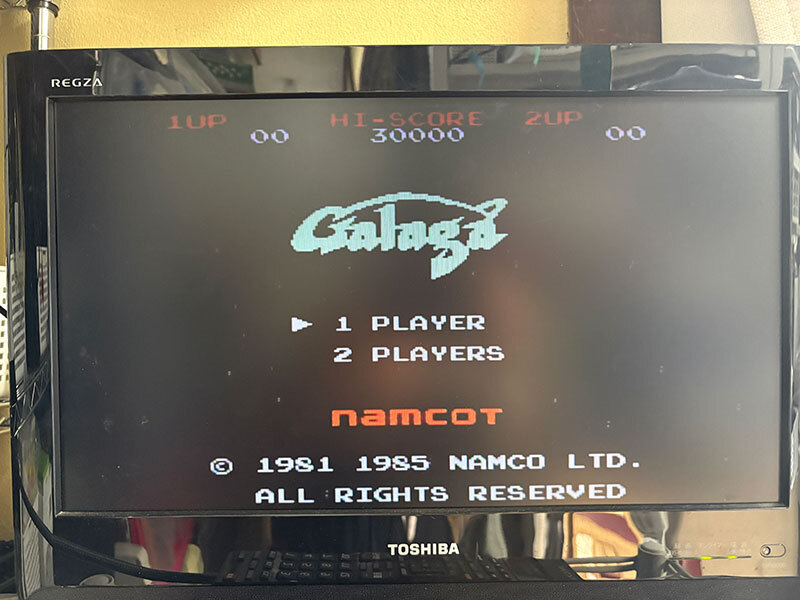 REGZA
1UP HI-SCORE 2UP
00 30000 00
Galaga
1 PLAYER
2 PLAYERS
namcot
© 1981 1985 NAMCO LTD.
ALL RIGHTS RESERVED
TOSHIBA